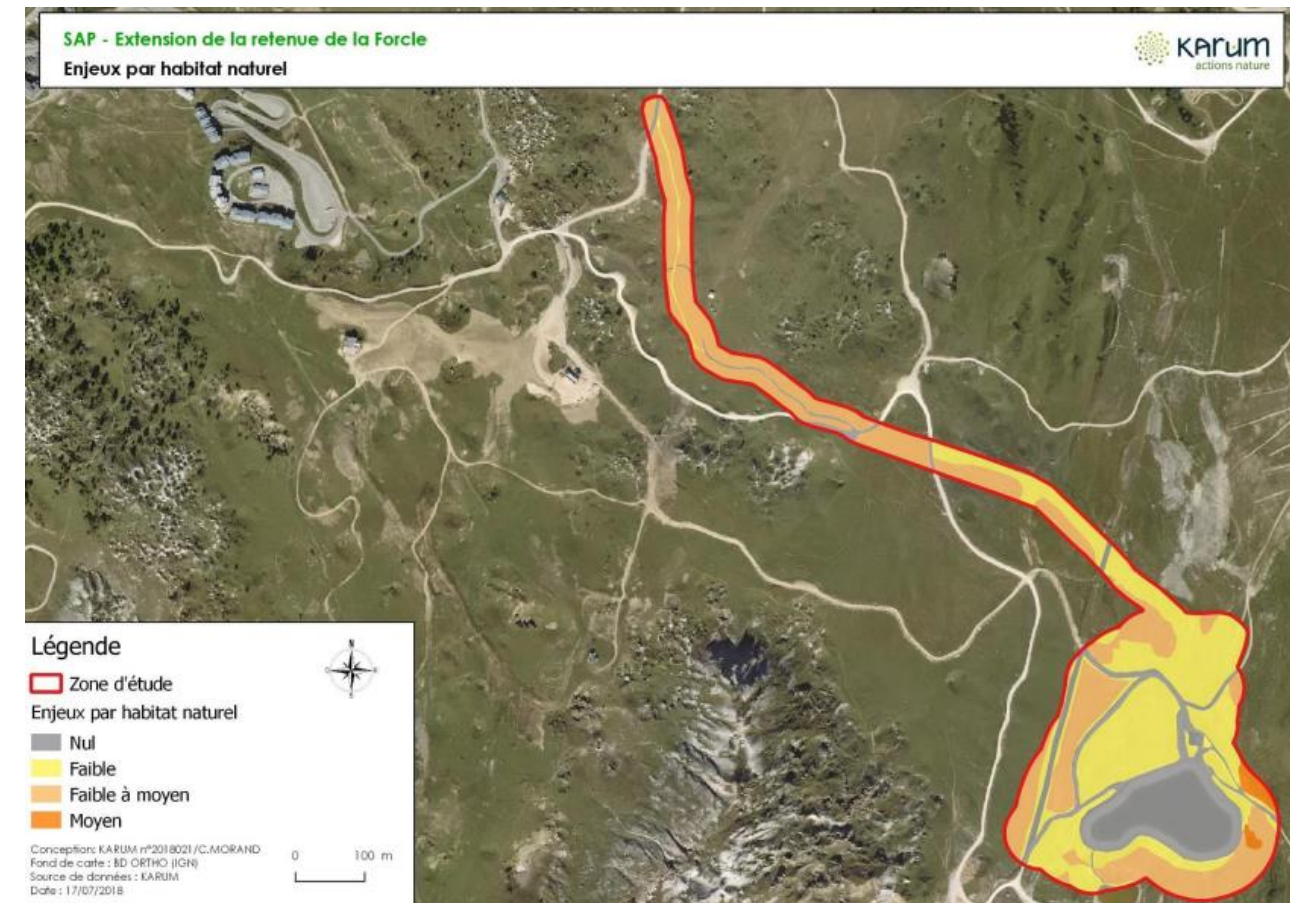 SAP - Extension de la retenue de la Forcle
Enjeux par habitat naturel
KArum
actions nature
Légende
N
Zone d'étude
Enjeux par habitat naturel
Nul
Faible
Faible à moyen
Moyen
Conception: KARUM n°2018021/C.MORAND
Fond de carte : BD ORTHO (IGN)
Source de données : KARUM
Date : 17/07/2018
0 100 m